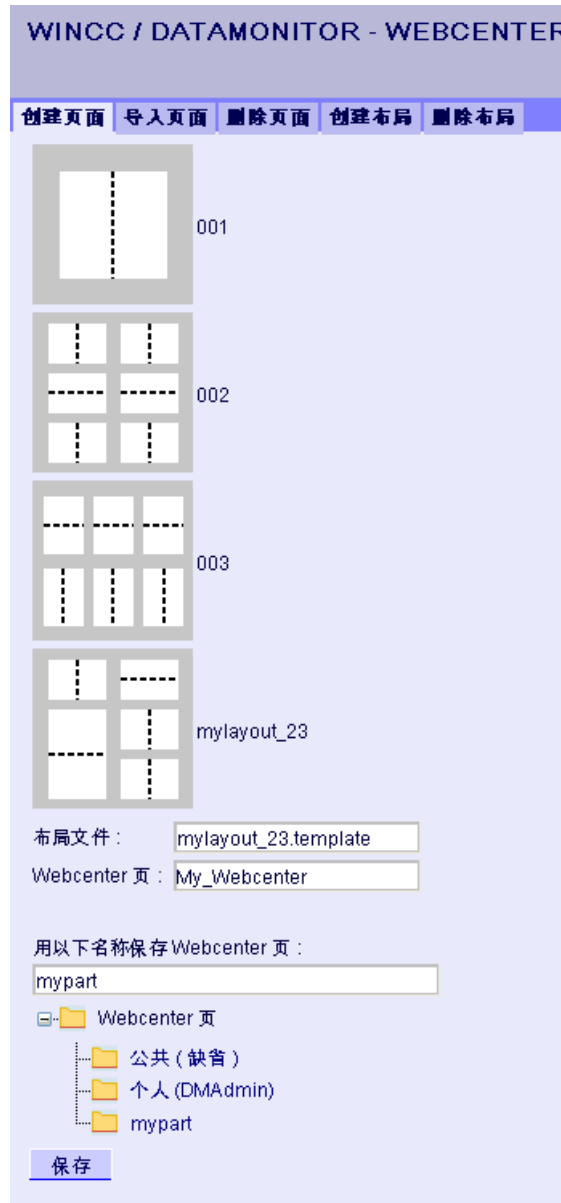 WINCC / DATAMONITOR - WEBCENTER
创建页面 导入页面 删除页面 创建布局 删除布局
001
002
003
mylayout_23
布局文件： mylayout_23.template
Webcenter 页： My_Webcenter
用以下名称保存 Webcenter 页：
mypart
Webcenter 页
公共 (缺省)
个人 (DMAdmin)
mypart
保存